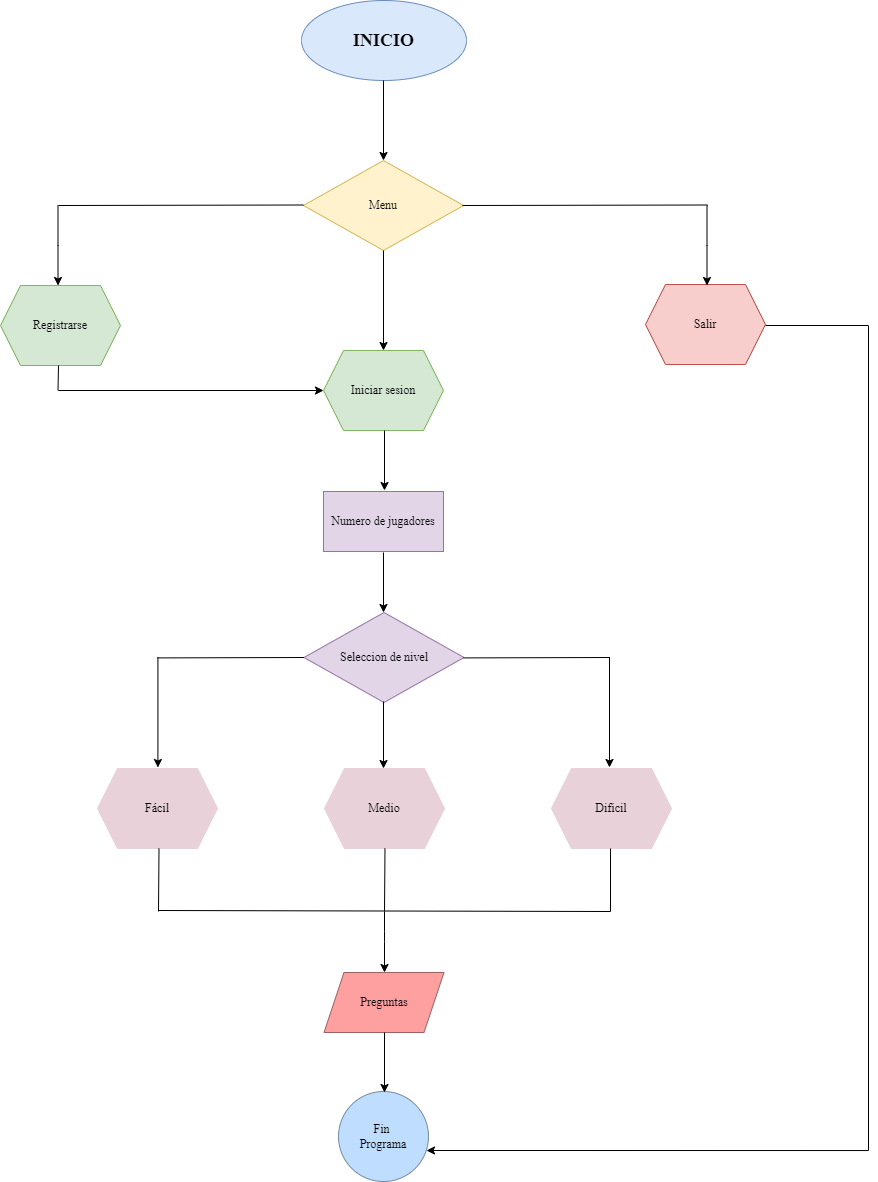 INICIO
Menu
Registrarse
Salir
Iniciar sesion
Numero de jugadores
Seleccion de nivel
Fácil
Medio
Dificil
Preguntas
Fin
Programa